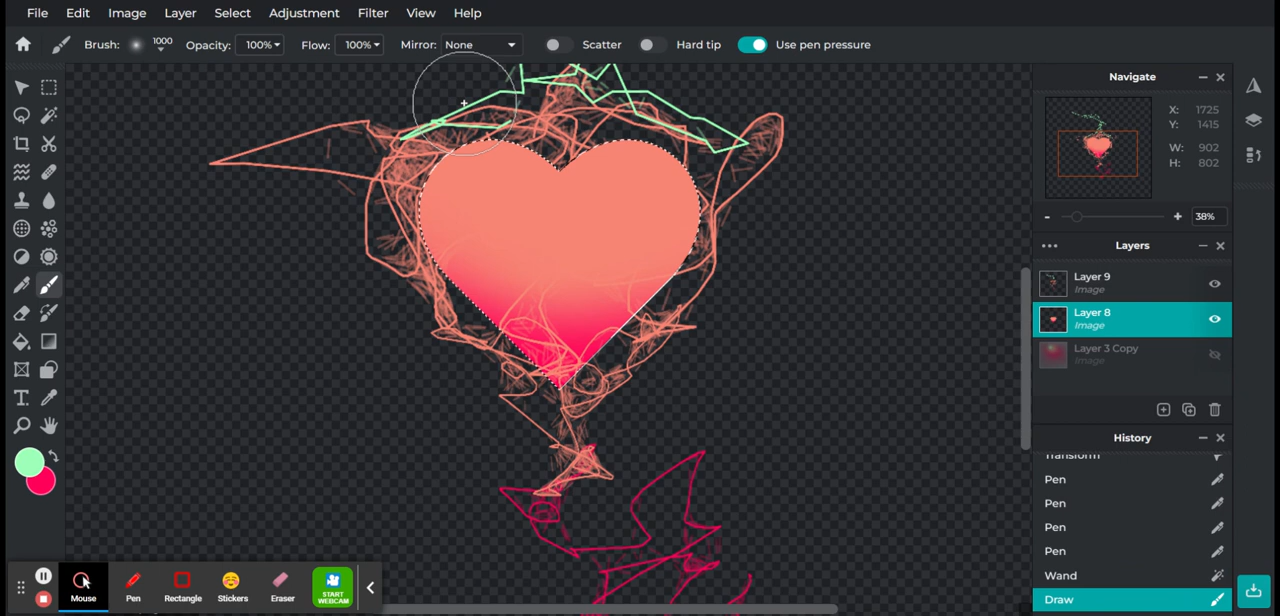 File Edit Image Layer Select Adjustment Filter View Help
Brush: 1000 Opacity: 100% Flow: 100% Mirror: None Scatter Hard tip Use pen pressure
Navigate
X: 1725
Y: 1415
W: 902
H: 802
- + 38%
Layers
Layer 9
Image
Layer 8
Image
Layer 3 Copy
Image
History
Transform
Pen
Pen
Pen
Pen
Wand
Draw
Mouse Pen Rectangle Stickers Eraser START WEBCAM